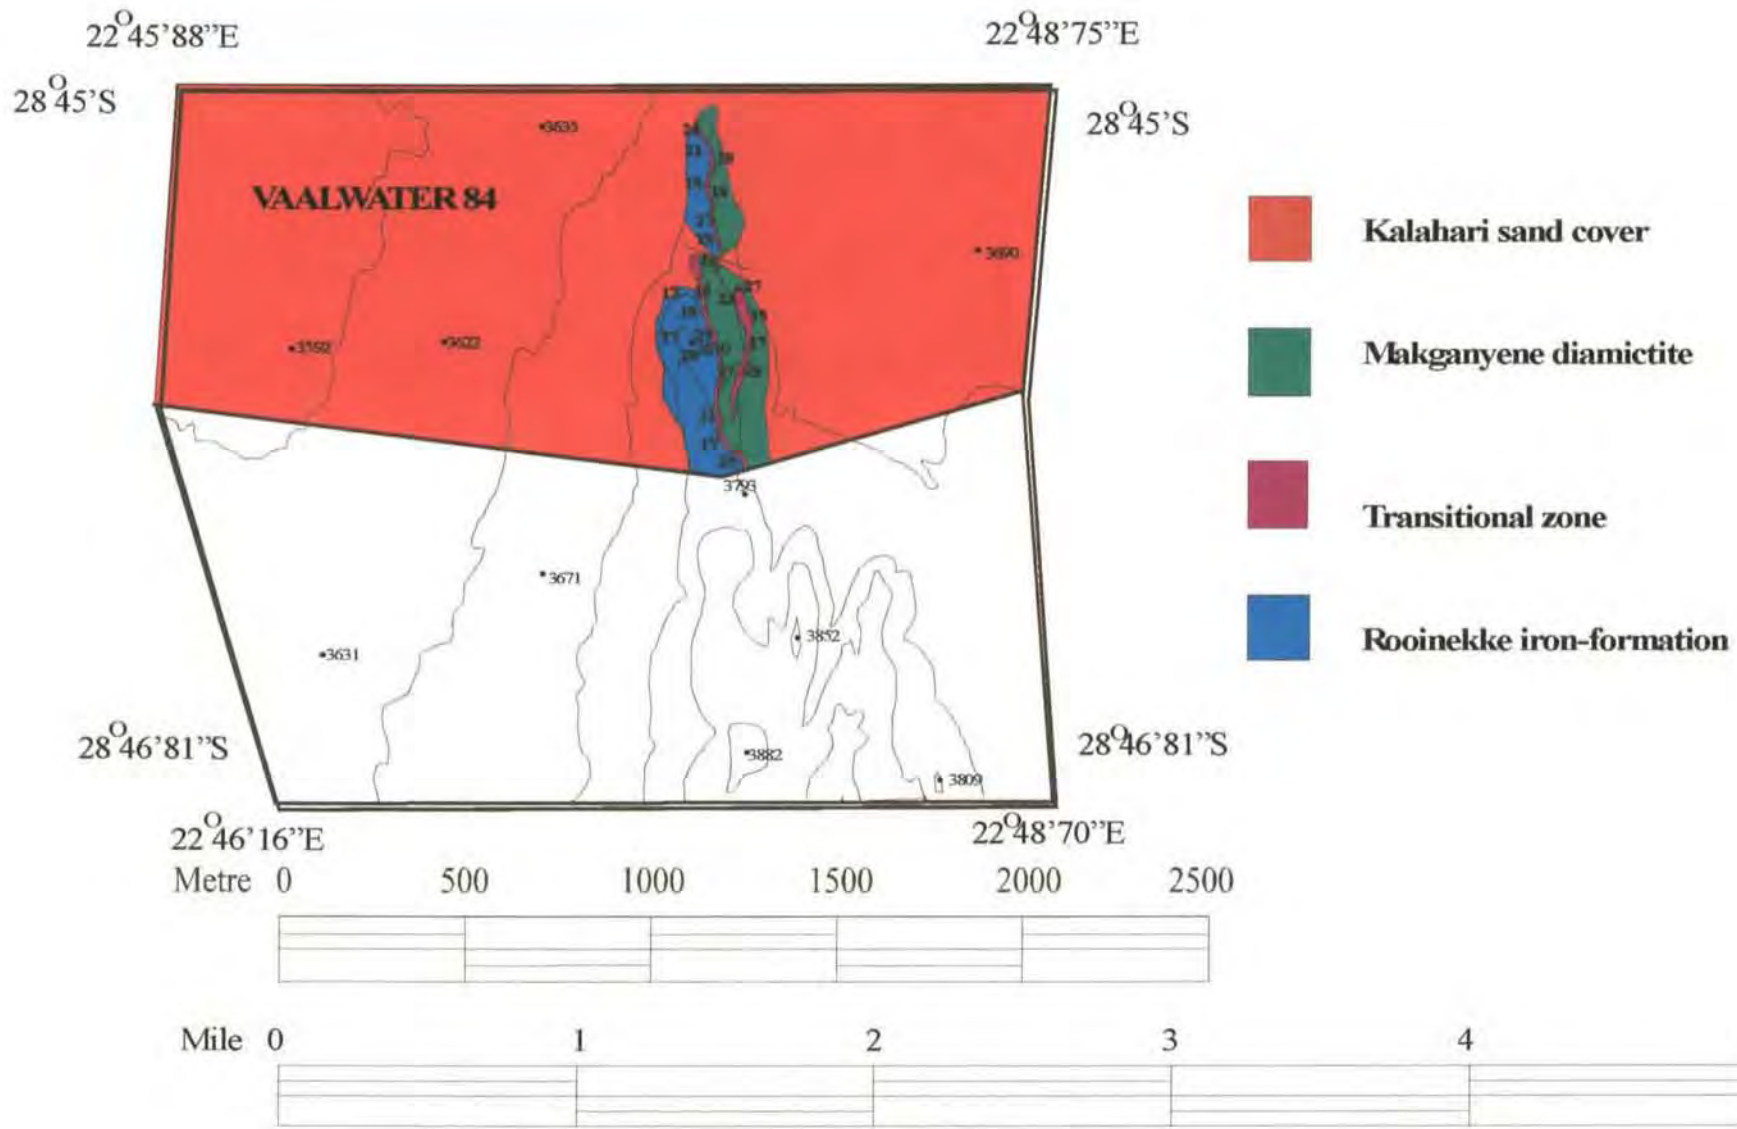 22°45'88"E
22°48'75"E
28°45'S
28°45'S
3635
VAALWATER 84
3690
3592
3622
Kalahari sand cover
Makganyene diamictite
Transitional zone
Rooinekke iron-formation
3793
3671
3852
3631
3882
3809
28°46'81"S
28°46'81"S
22°46'16"E
22°48'70"E
Metre 0 500 1000 1500 2000 2500
Mile 0 1 2 3 4